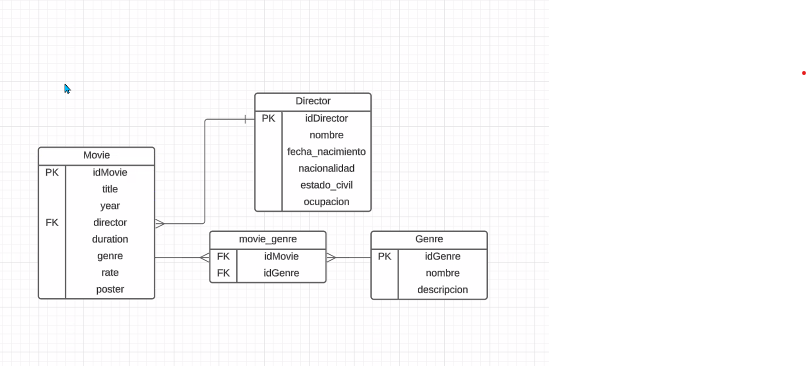 Director
PK idDirector
nombre
fecha_nacimiento
nacionalidad
estado_civil
ocupacion
Movie
PK idMovie
title
year
FK director
duration
genre
rate
poster
movie_genre
FK idMovie
FK idGenre
Genre
PK idGenre
nombre
descripcion